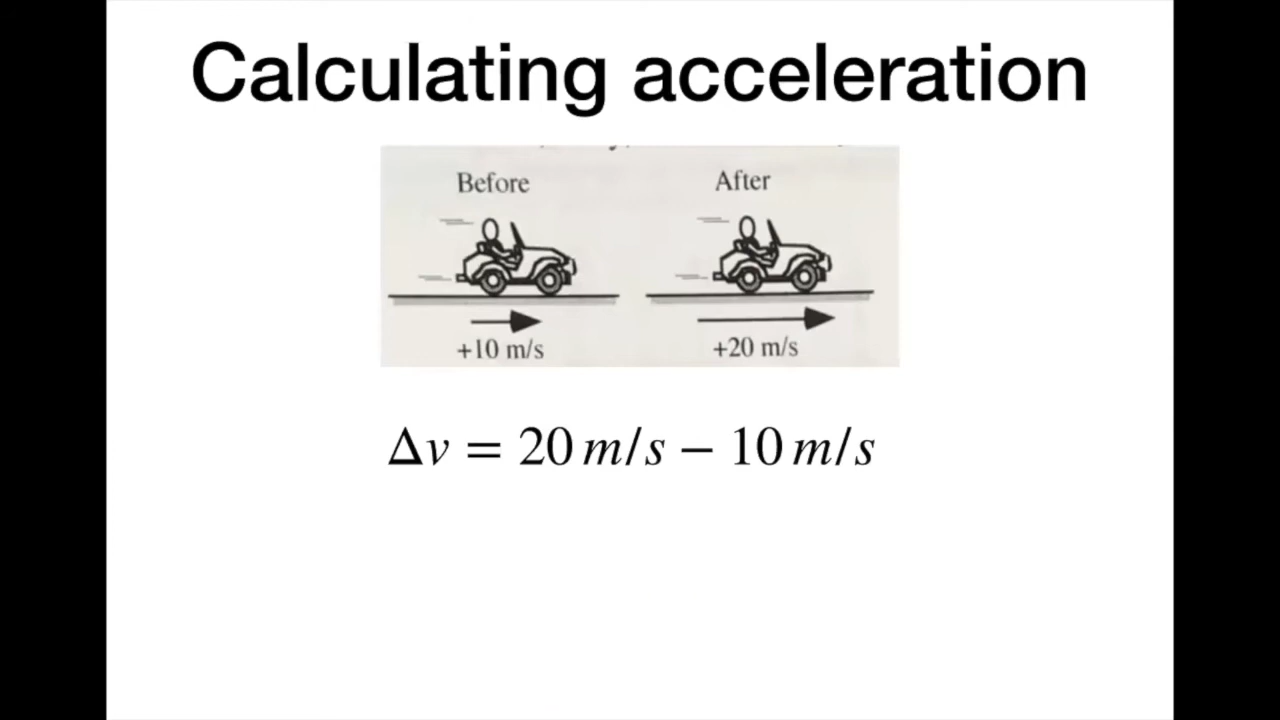 Calculating acceleration
Before After
+10 m/s +20 m/s
Δv = 20 m/s − 10 m/s